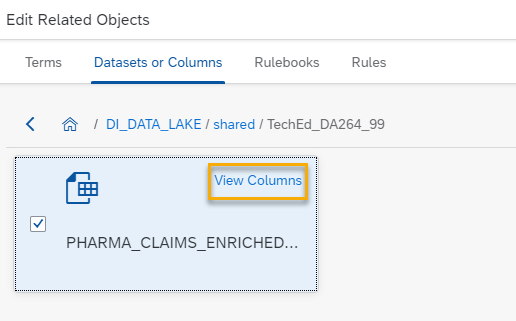 Edit Related Objects
Terms Datasets or Columns Rulebooks Rules
/ DI_DATA_LAKE / shared / TechEd_DA264_99
View Columns
PHARMA_CLAIMS_ENRICHED...